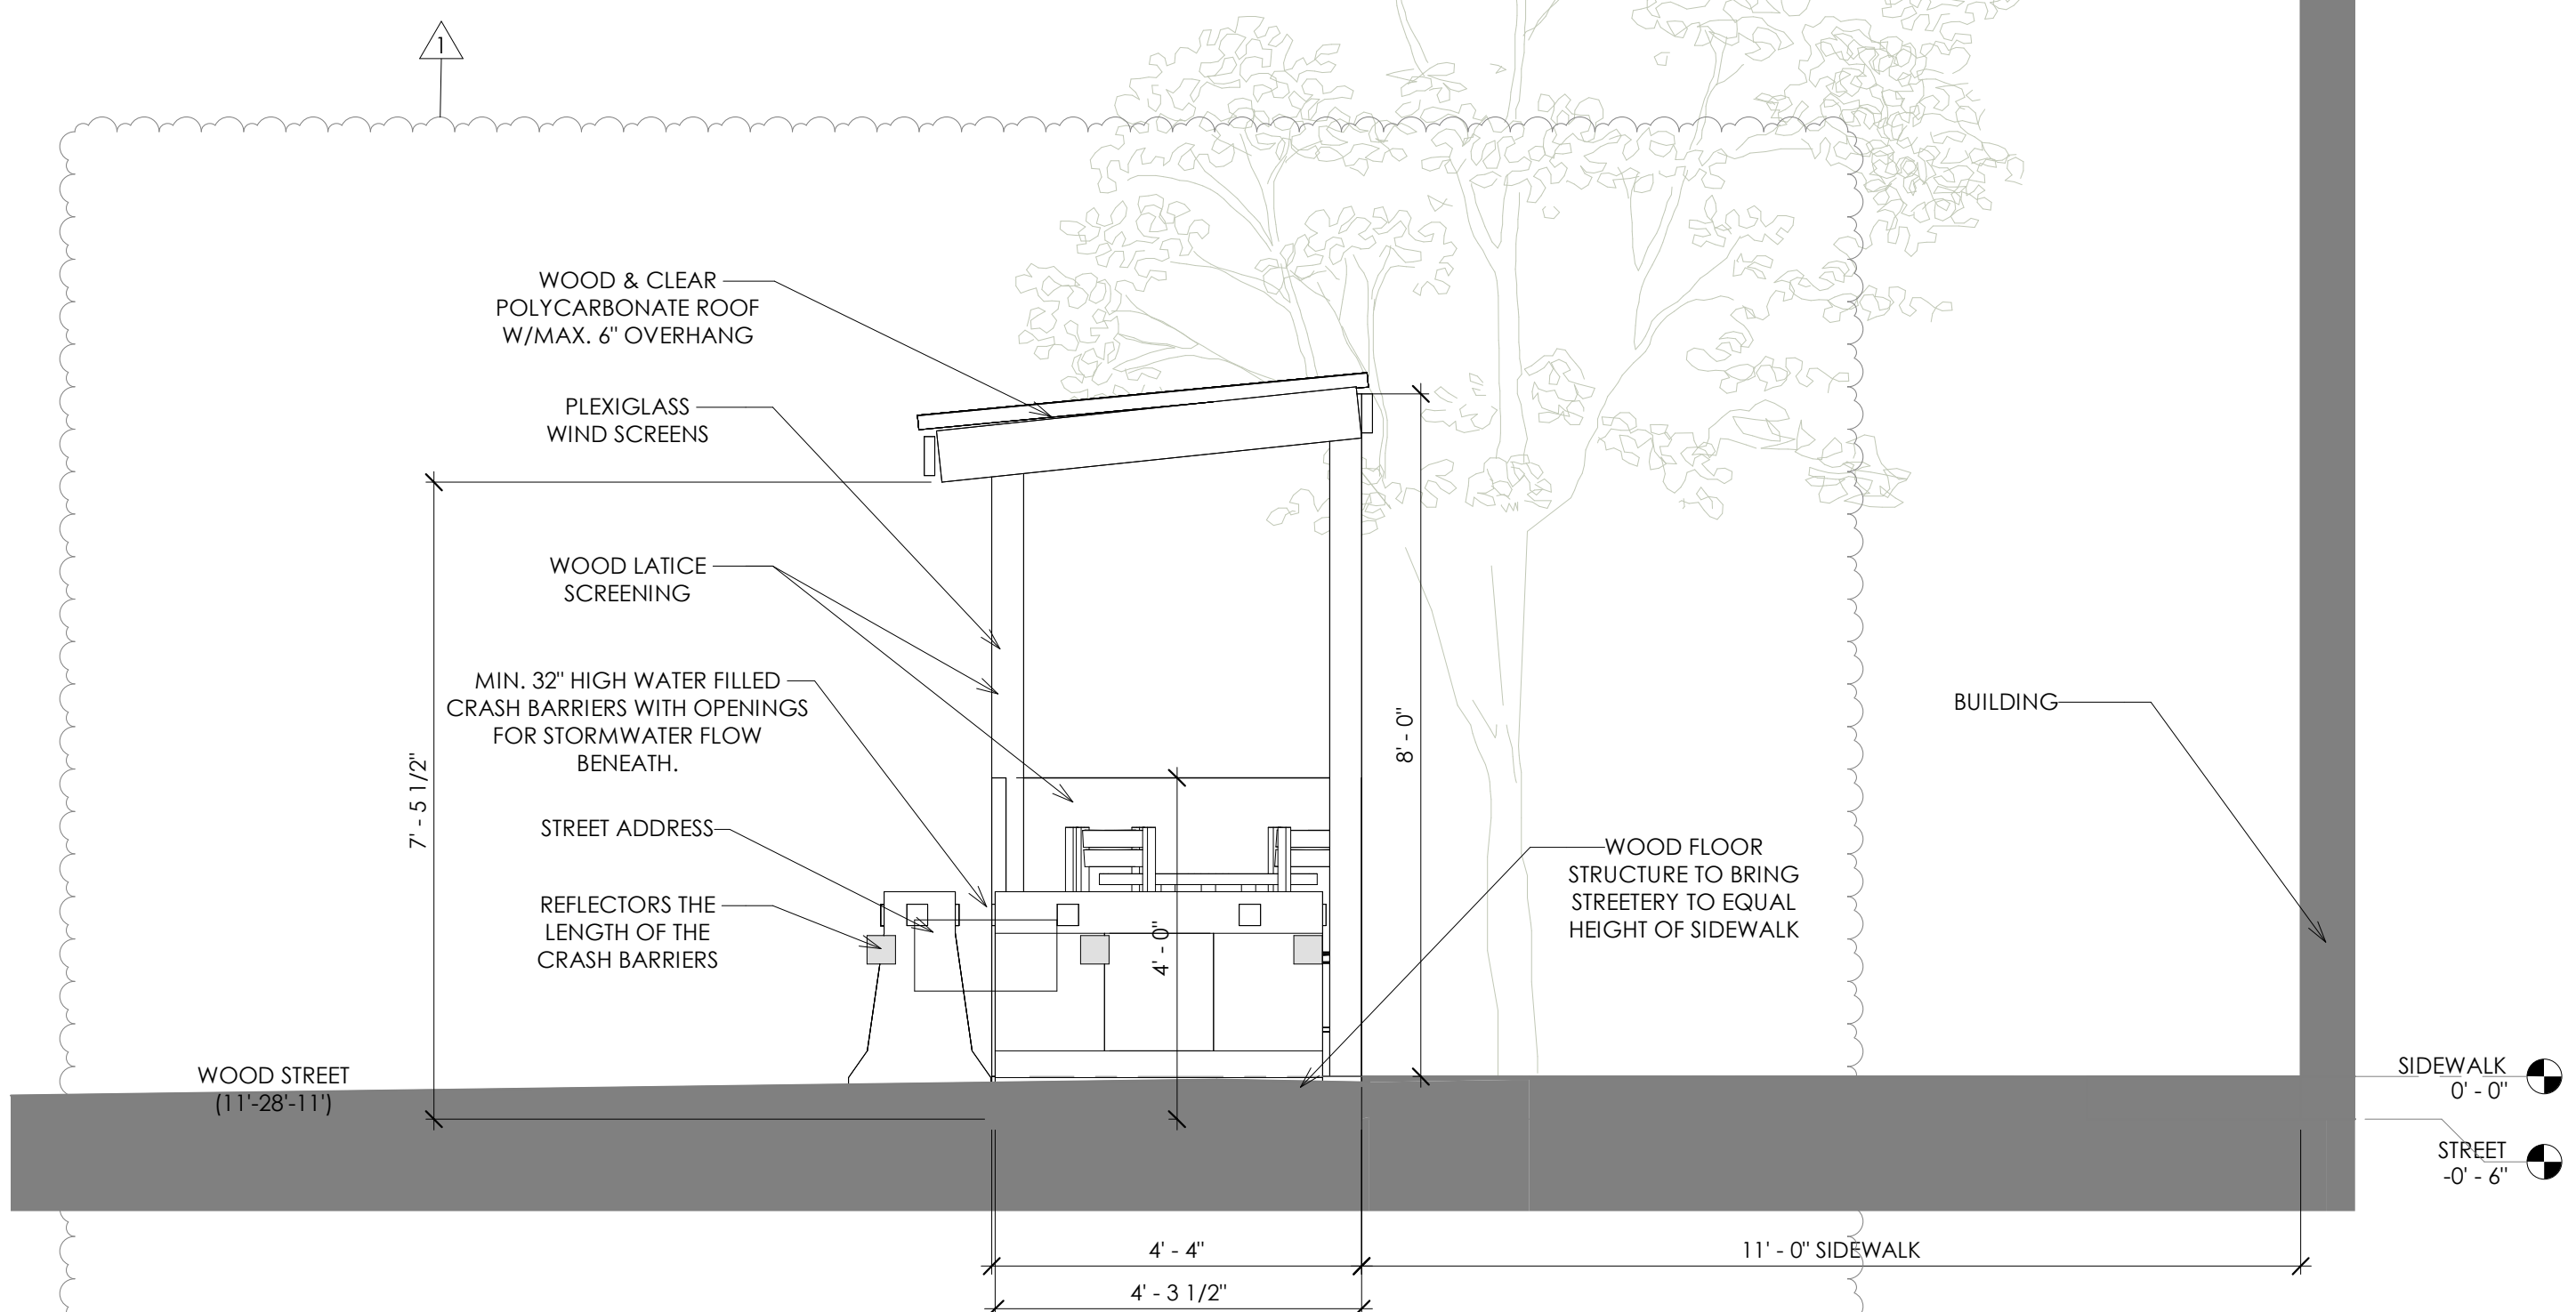 1
WOOD & CLEAR
POLYCARBONATE ROOF
W/MAX. 6" OVERHANG
PLEXIGLASS
WIND SCREENS
WOOD LATICE
SCREENING
MIN. 32" HIGH WATER FILLED
CRASH BARRIERS WITH OPENINGS
FOR STORMWATER FLOW
BENEATH.
STREET ADDRESS
REFLECTORS THE
LENGTH OF THE
CRASH BARRIERS
7' - 5 1/2"
4' - 0"
8' - 0"
WOOD FLOOR
STRUCTURE TO BRING
STREETERY TO EQUAL
HEIGHT OF SIDEWALK
BUILDING
WOOD STREET
(11'-28'-11')
SIDEWALK
0' - 0"
STREET
-0' - 6"
4' - 4"
11' - 0" SIDEWALK
4' - 3 1/2"